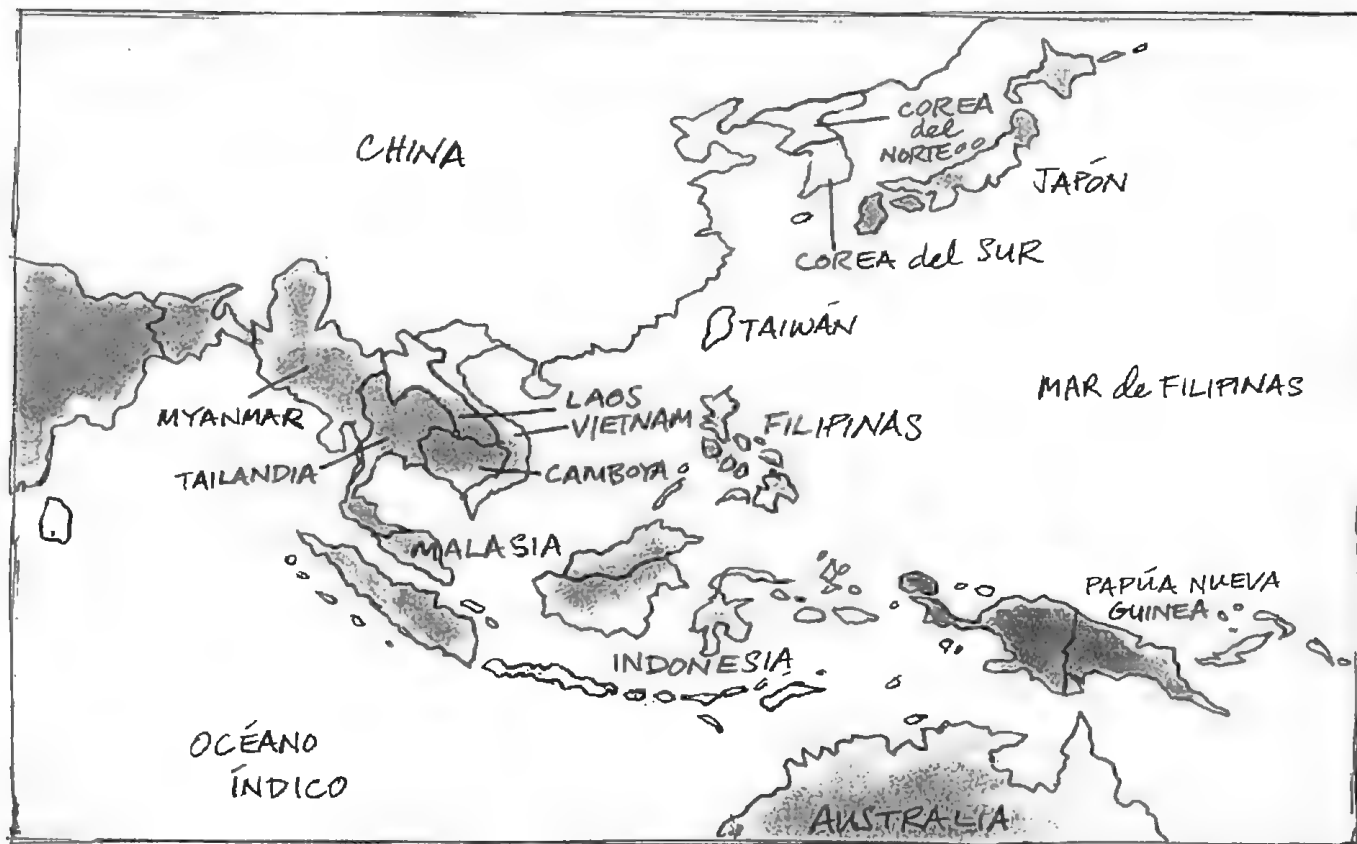 CHINA
COREA
del
NORTE
JAPÓN
COREA del SUR
TAIWÁN
MAR de FILIPINAS
MYANMAR
LAOS
VIETNAM
FILIPINAS
TAILANDIA
CAMBOYA
MALASIA
PAPÚA NUEVA
GUINEA
INDONESIA
OCÉANO
ÍNDICO
AUSTRALIA